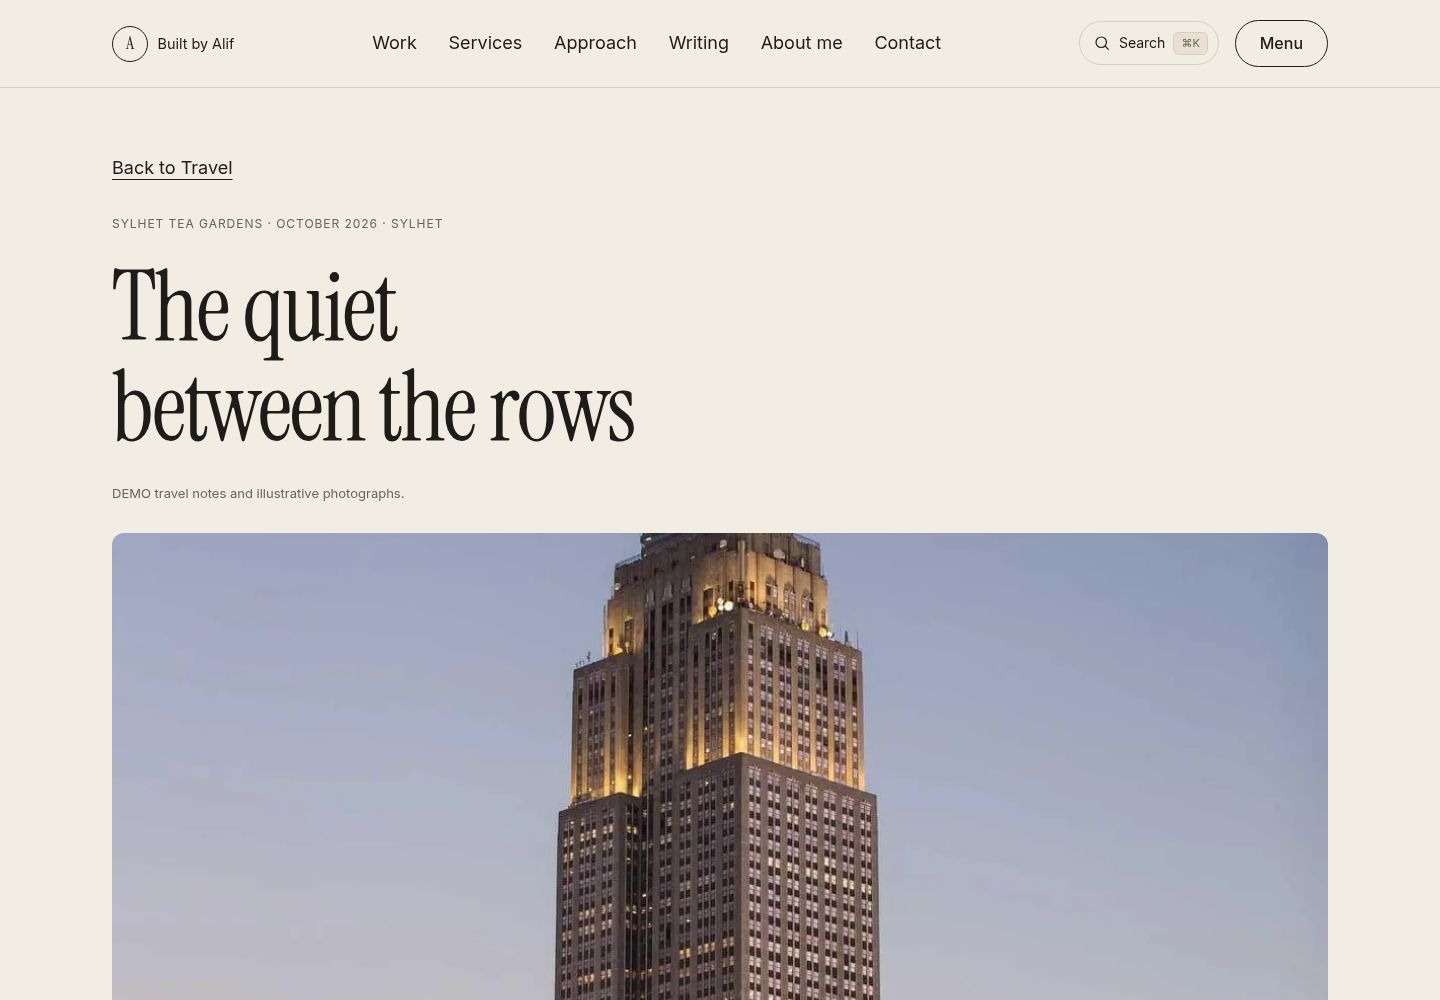 A Built by Alif
Work Services Approach Writing About me Contact
Search ⌘K Menu
Back to Travel
SYLHET TEA GARDENS · OCTOBER 2026 · SYLHET
The quiet
between the rows
DEMO travel notes and illustrative photographs.